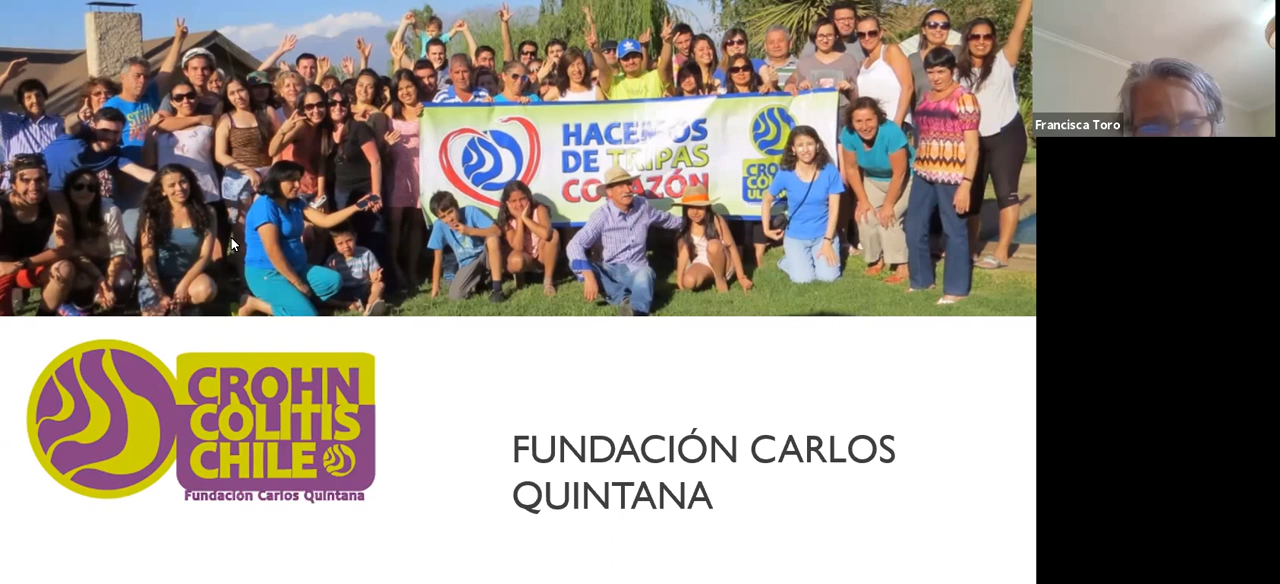 Francisca Toro
HACEMOS
DE TRIPAS
CORAZÓN
CROHN
COLITIS
CHILE
Fundación Carlos Quintana
FUNDACIÓN CARLOS
QUINTANA